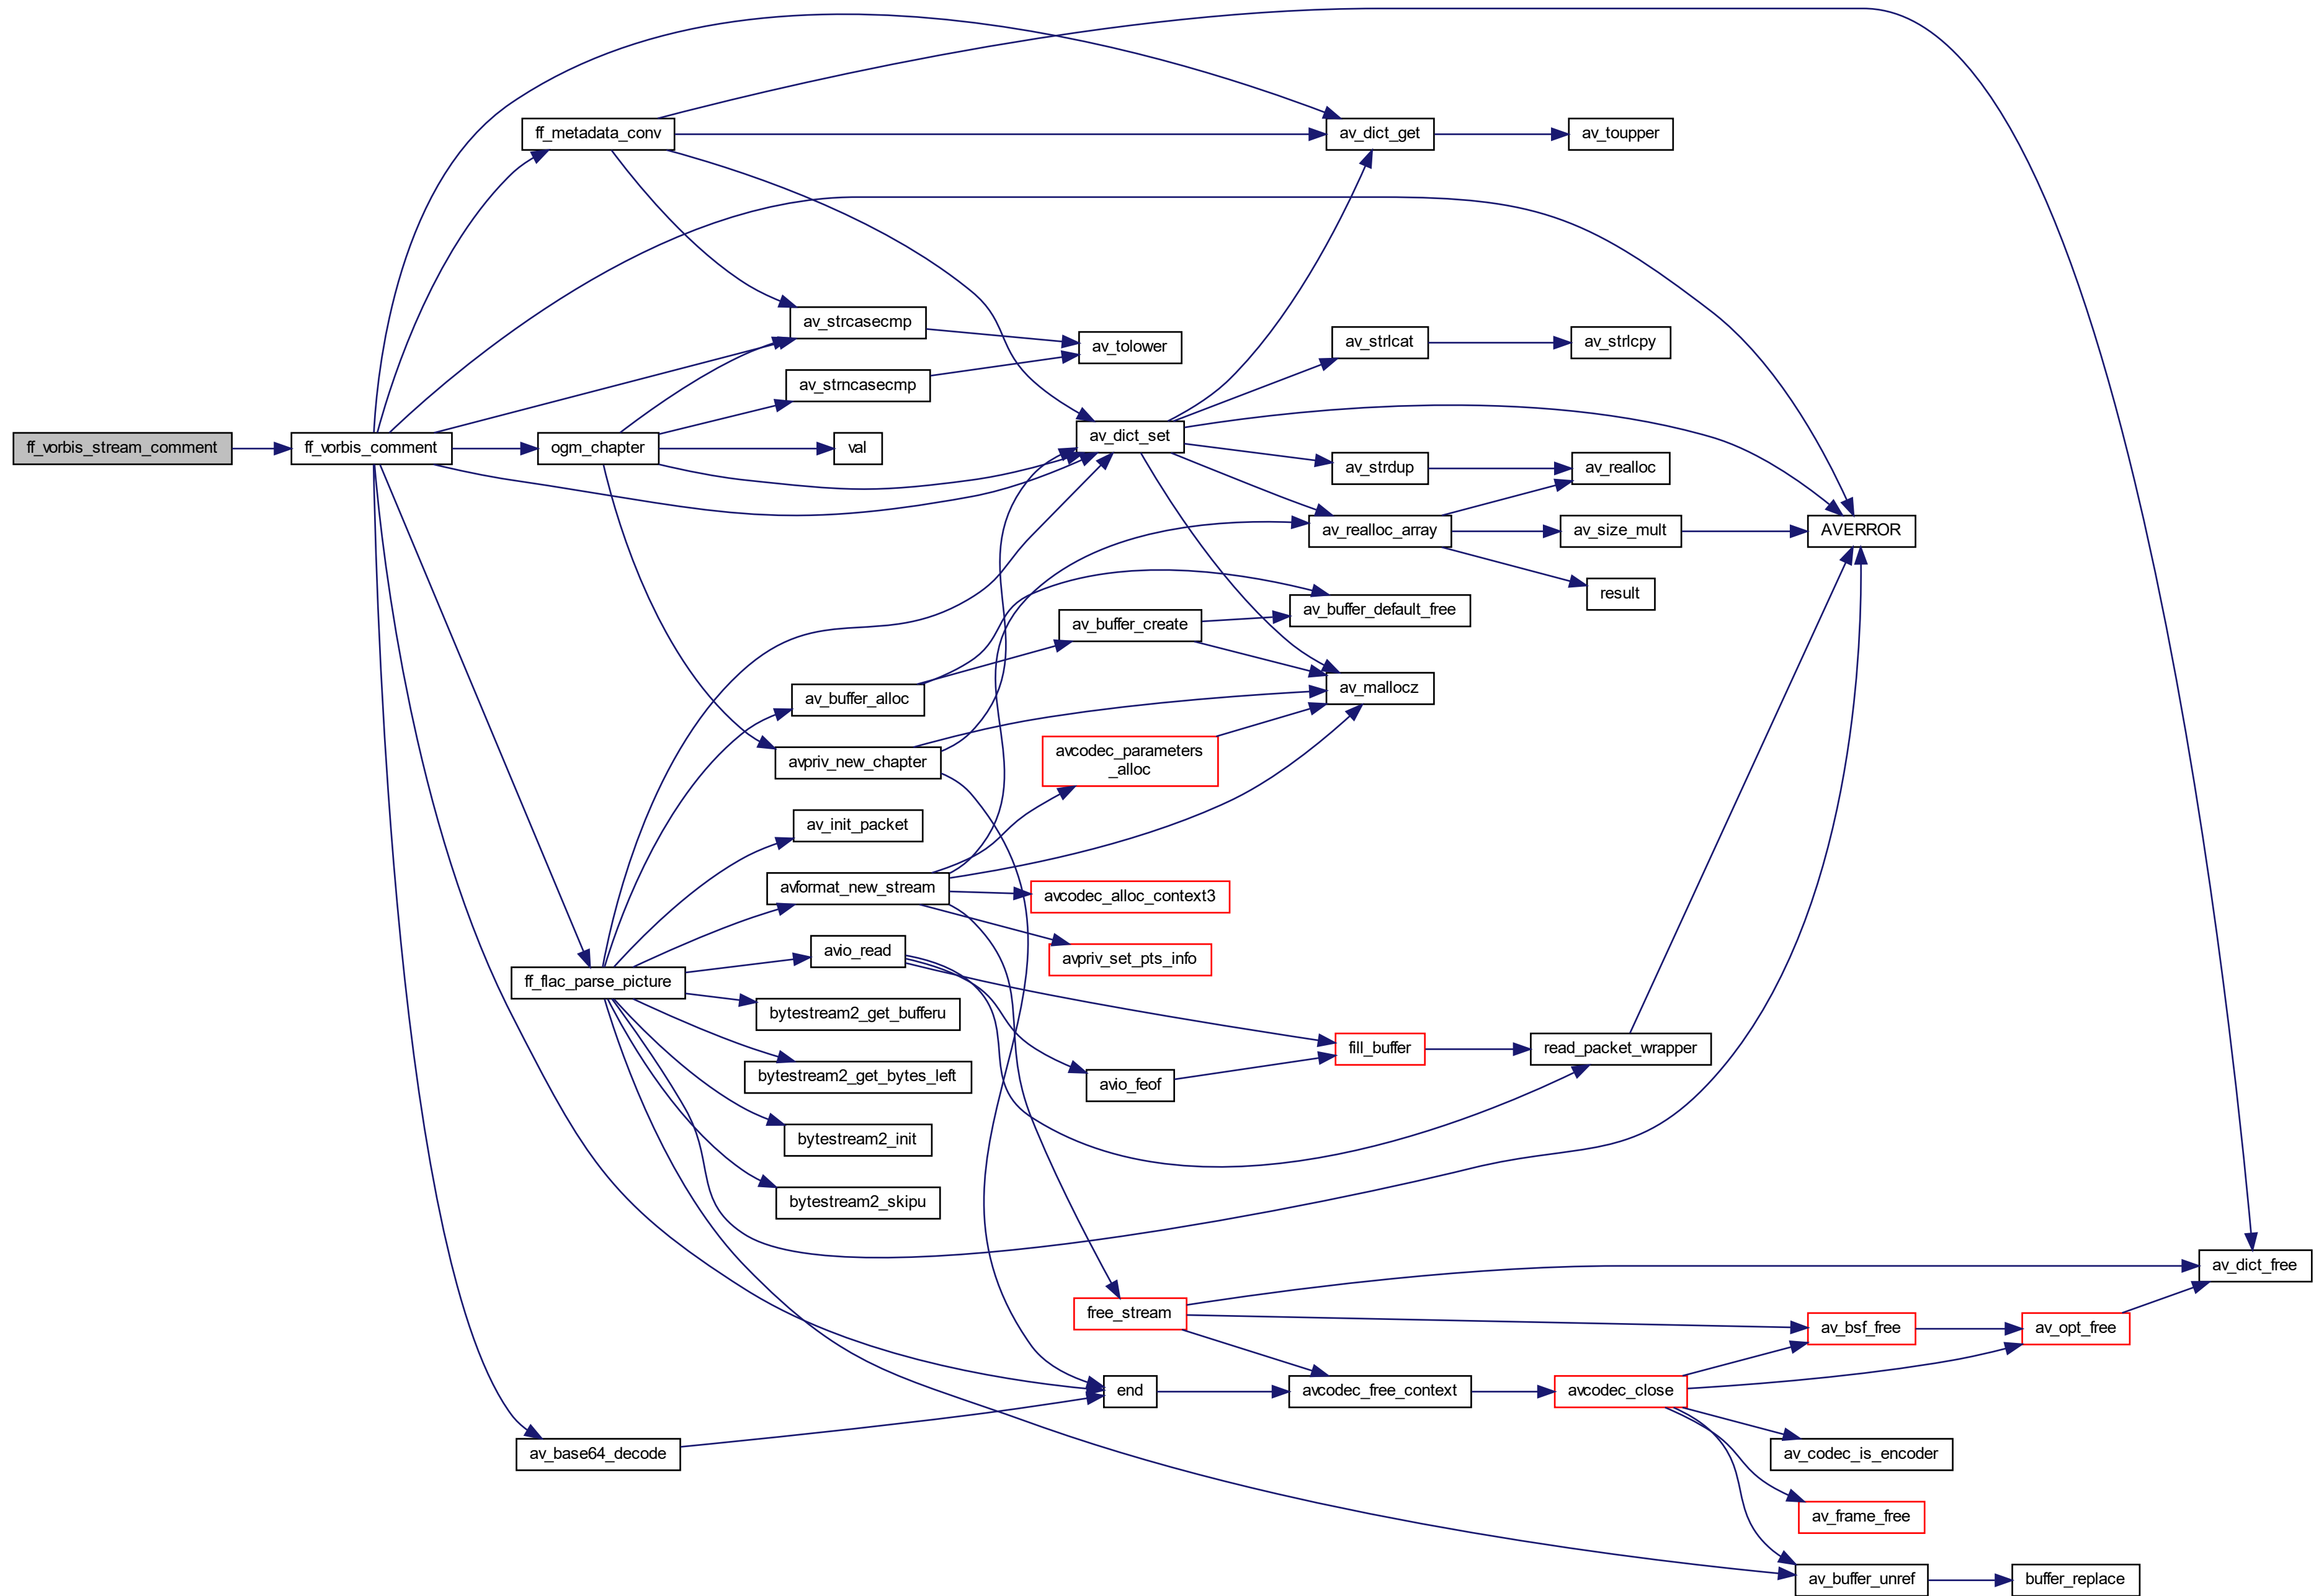 ff_metadata_conv
av_dict_get
av_toupper
av_strcasecmp
av_tolower
av_strlcat
av_strlcpy
av_strncasecmp
ff_vorbis_stream_comment
ff_vorbis_comment
ogm_chapter
val
av_dict_set
av_strdup
av_realloc
av_realloc_array
av_size_mult
AVERROR
result
av_buffer_default_free
av_buffer_create
av_buffer_alloc
av_mallocz
avpriv_new_chapter
avcodec_parameters
_alloc
av_init_packet
avformat_new_stream
avcodec_alloc_context3
avio_read
avpriv_set_pts_info
ff_flac_parse_picture
bytestream2_get_bufferu
fill_buffer
read_packet_wrapper
bytestream2_get_bytes_left
avio_feof
bytestream2_init
bytestream2_skipu
av_dict_free
free_stream
av_bsf_free
av_opt_free
end
avcodec_free_context
avcodec_close
av_base64_decode
av_codec_is_encoder
av_frame_free
av_buffer_unref
buffer_replace